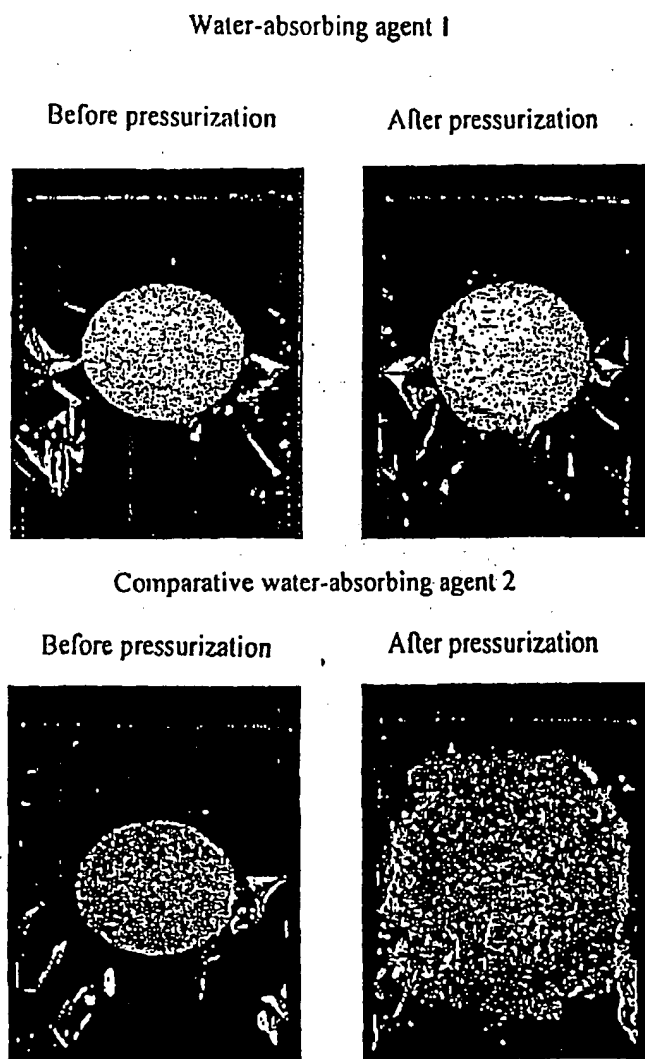 Water-absorbing agent 1
Before pressurization
After pressurization
Comparative water-absorbing agent 2
Before pressurization
After pressurization